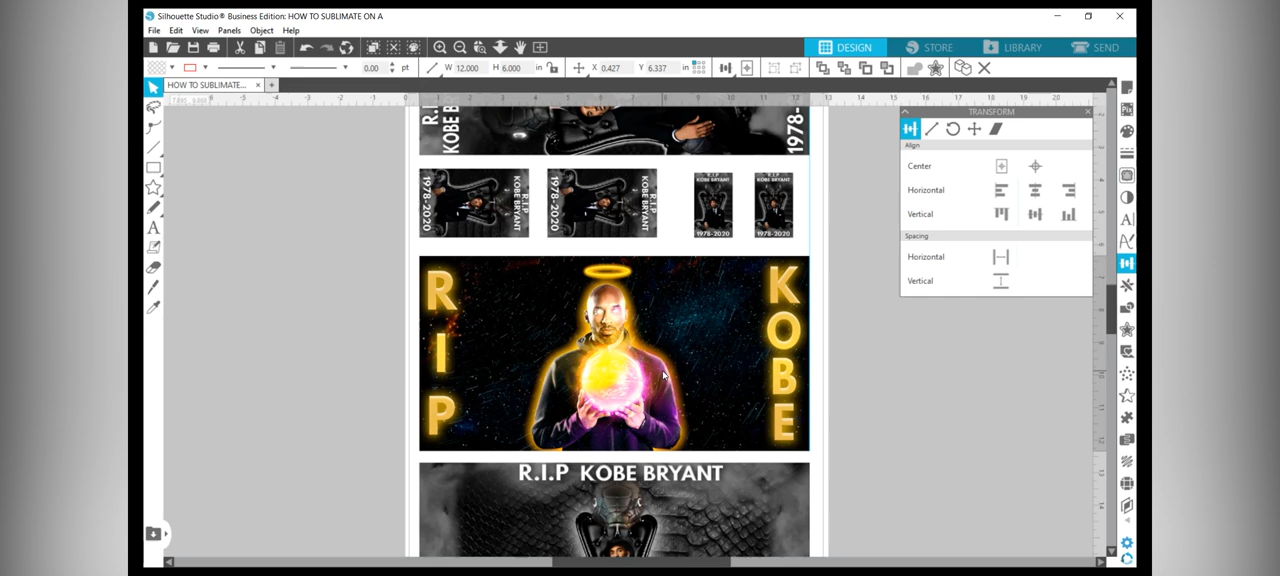 Silhouette Studio® Business Edition: HOW TO SUBLIMATE ON A
File Edit View Panels Object Help
DESIGN STORE LIBRARY SEND
0.00 pt W 12.000 H 6.000 in X 0.427 Y 6.337 in
HOW TO SUBLIMATE...
TRANSFORM
Align
Center
Horizontal
Vertical
Spacing
Horizontal
Vertical
R.I.P
KOBE B
1978-
1978-2020
R.I.P
KOBE BRYANT
1978-2020
R.I.P
KOBE BRYANT
KOBE BRYANT
1978-2020
KOBE BRYANT
1978-2020
RIP
KOBE
R.I.P KOBE BRYANT